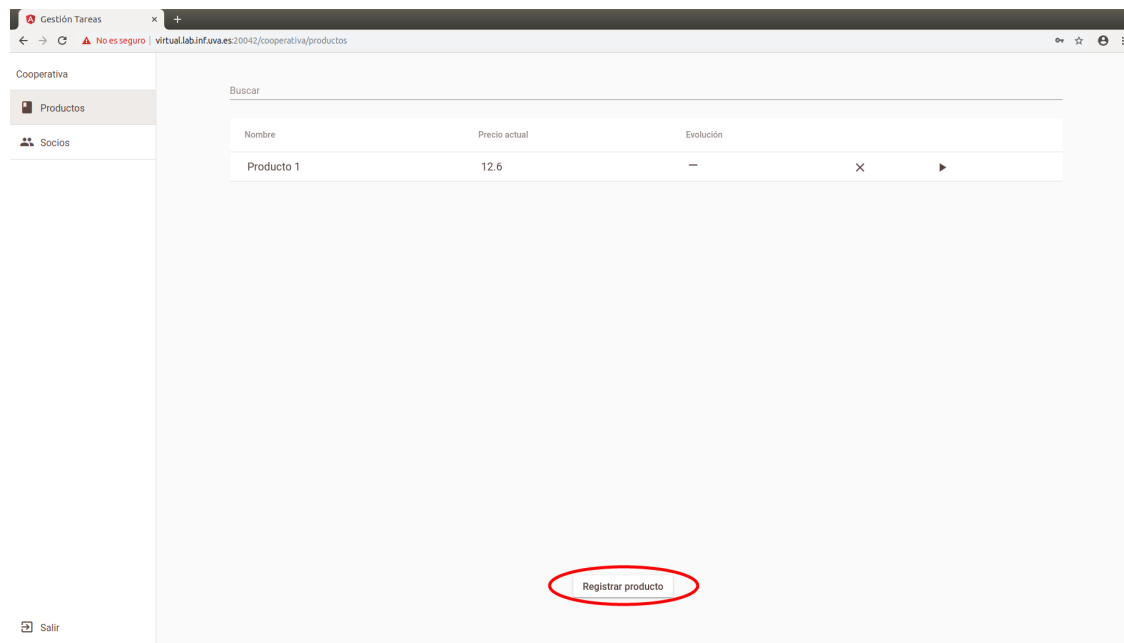 Gestión Tareas
No es seguro | virtual.lab.inf.uva.es:20042/cooperativa/productos
Cooperativa
Productos
Socios
Buscar
Nombre Precio actual Evolución
Producto 1 12.6 —
Registrar producto
Salir